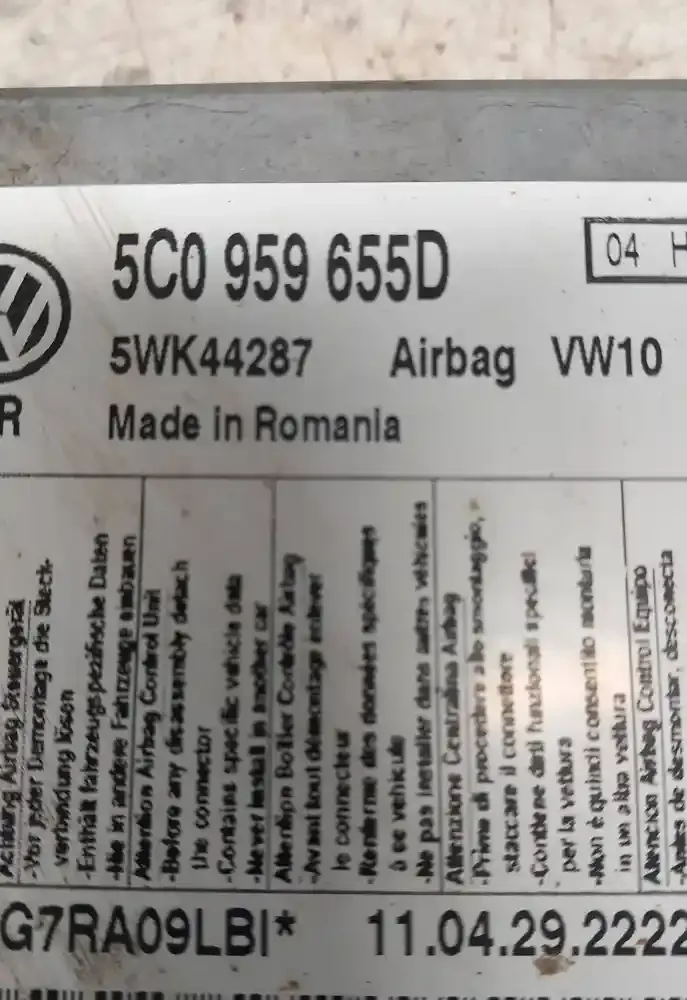 5C0 959 655D
04 H
5WK44287 Airbag VW10
R
Made in Romania
Achtung Airbag Steuergerät
-Vor jeder Demontage die Steck-
verbindung lösen
-Enthält fahrzeugspezifische Daten
-Nie in andere Fahrzeuge einbauen
Attention Airbag Control Unit
-Before any disassembly detach
the connector
-Contains specific vehicle data
-Never install in another car
Attention Boîtier Contrôle Airbag
-Avant tout démontage enlever
le connecteur
-Renferme des données spécifiques
à ce véhicule
-Ne pas installer dans autres véhicules
Attenzione Centralina Airbag
-Prima di procedere allo smontaggio,
staccare il connettore
-Contiene dati funzionali specifici
per la vettura
-Non è quindi consentito montarla
in un altra vettura
Atencion Airbag Control Equipo
-Antes de desmontar, desconecta
G7RA09LBI* 11.04.29.2222